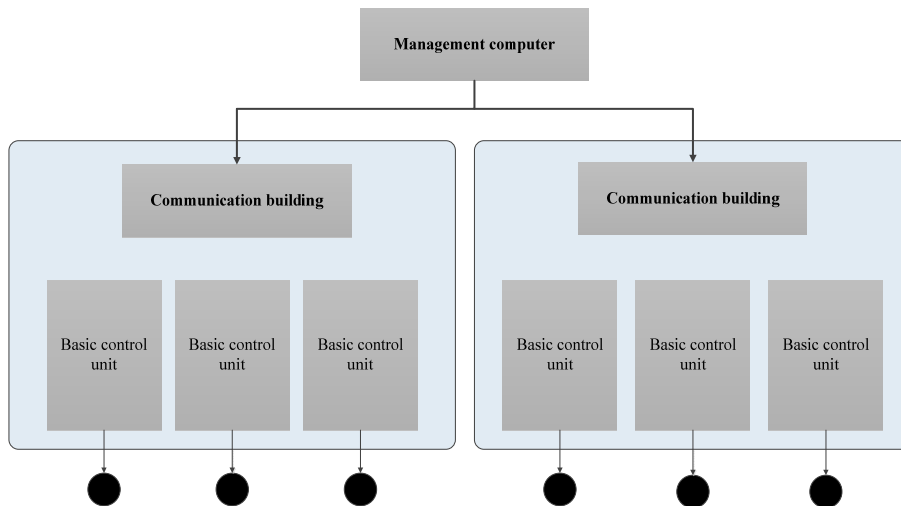 Management computer
Communication building
Communication building
Basic control
unit
Basic control
unit
Basic control
unit
Basic control
unit
Basic control
unit
Basic control
unit